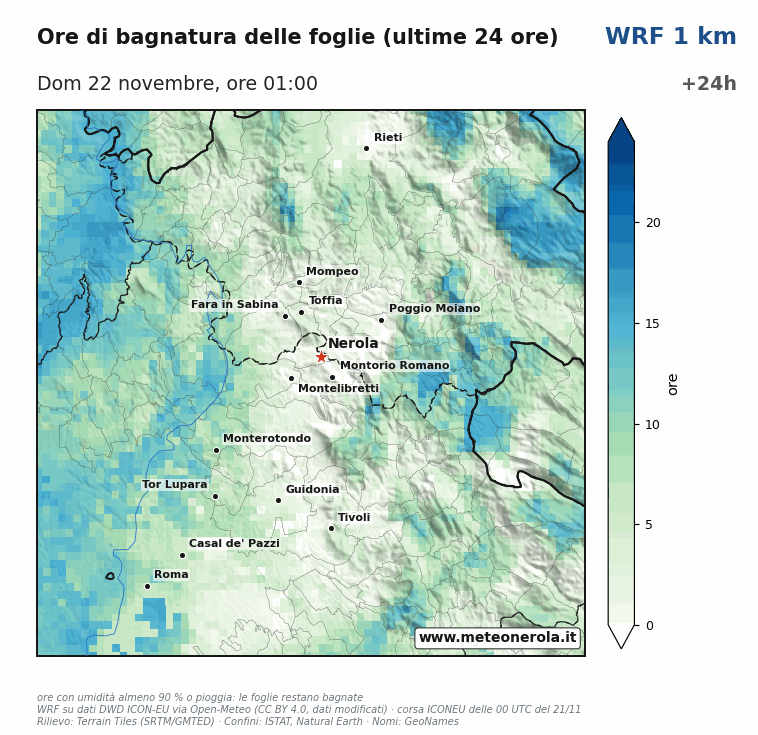 Ore di bagnatura delle foglie (ultime 24 ore)
WRF 1 km
Dom 22 novembre, ore 01:00
+24h
Rieti
Mompeo
Fara in Sabina
Toffia
Poggio Moiano
Nerola
Montorio Romano
Montelibretti
Monterotondo
Tor Lupara
Guidonia
Tivoli
Casal de' Pazzi
Roma
www.meteonerola.it
20
15
10
5
0
ore
ore con umidità almeno 90 % o pioggia: le foglie restano bagnate
WRF su dati DWD ICON-EU via Open-Meteo (CC BY 4.0, dati modificati) · corsa ICONEU delle 00 UTC del 21/11
Rilievo: Terrain Tiles (SRTM/GMTED) · Confini: ISTAT, Natural Earth · Nomi: GeoNames